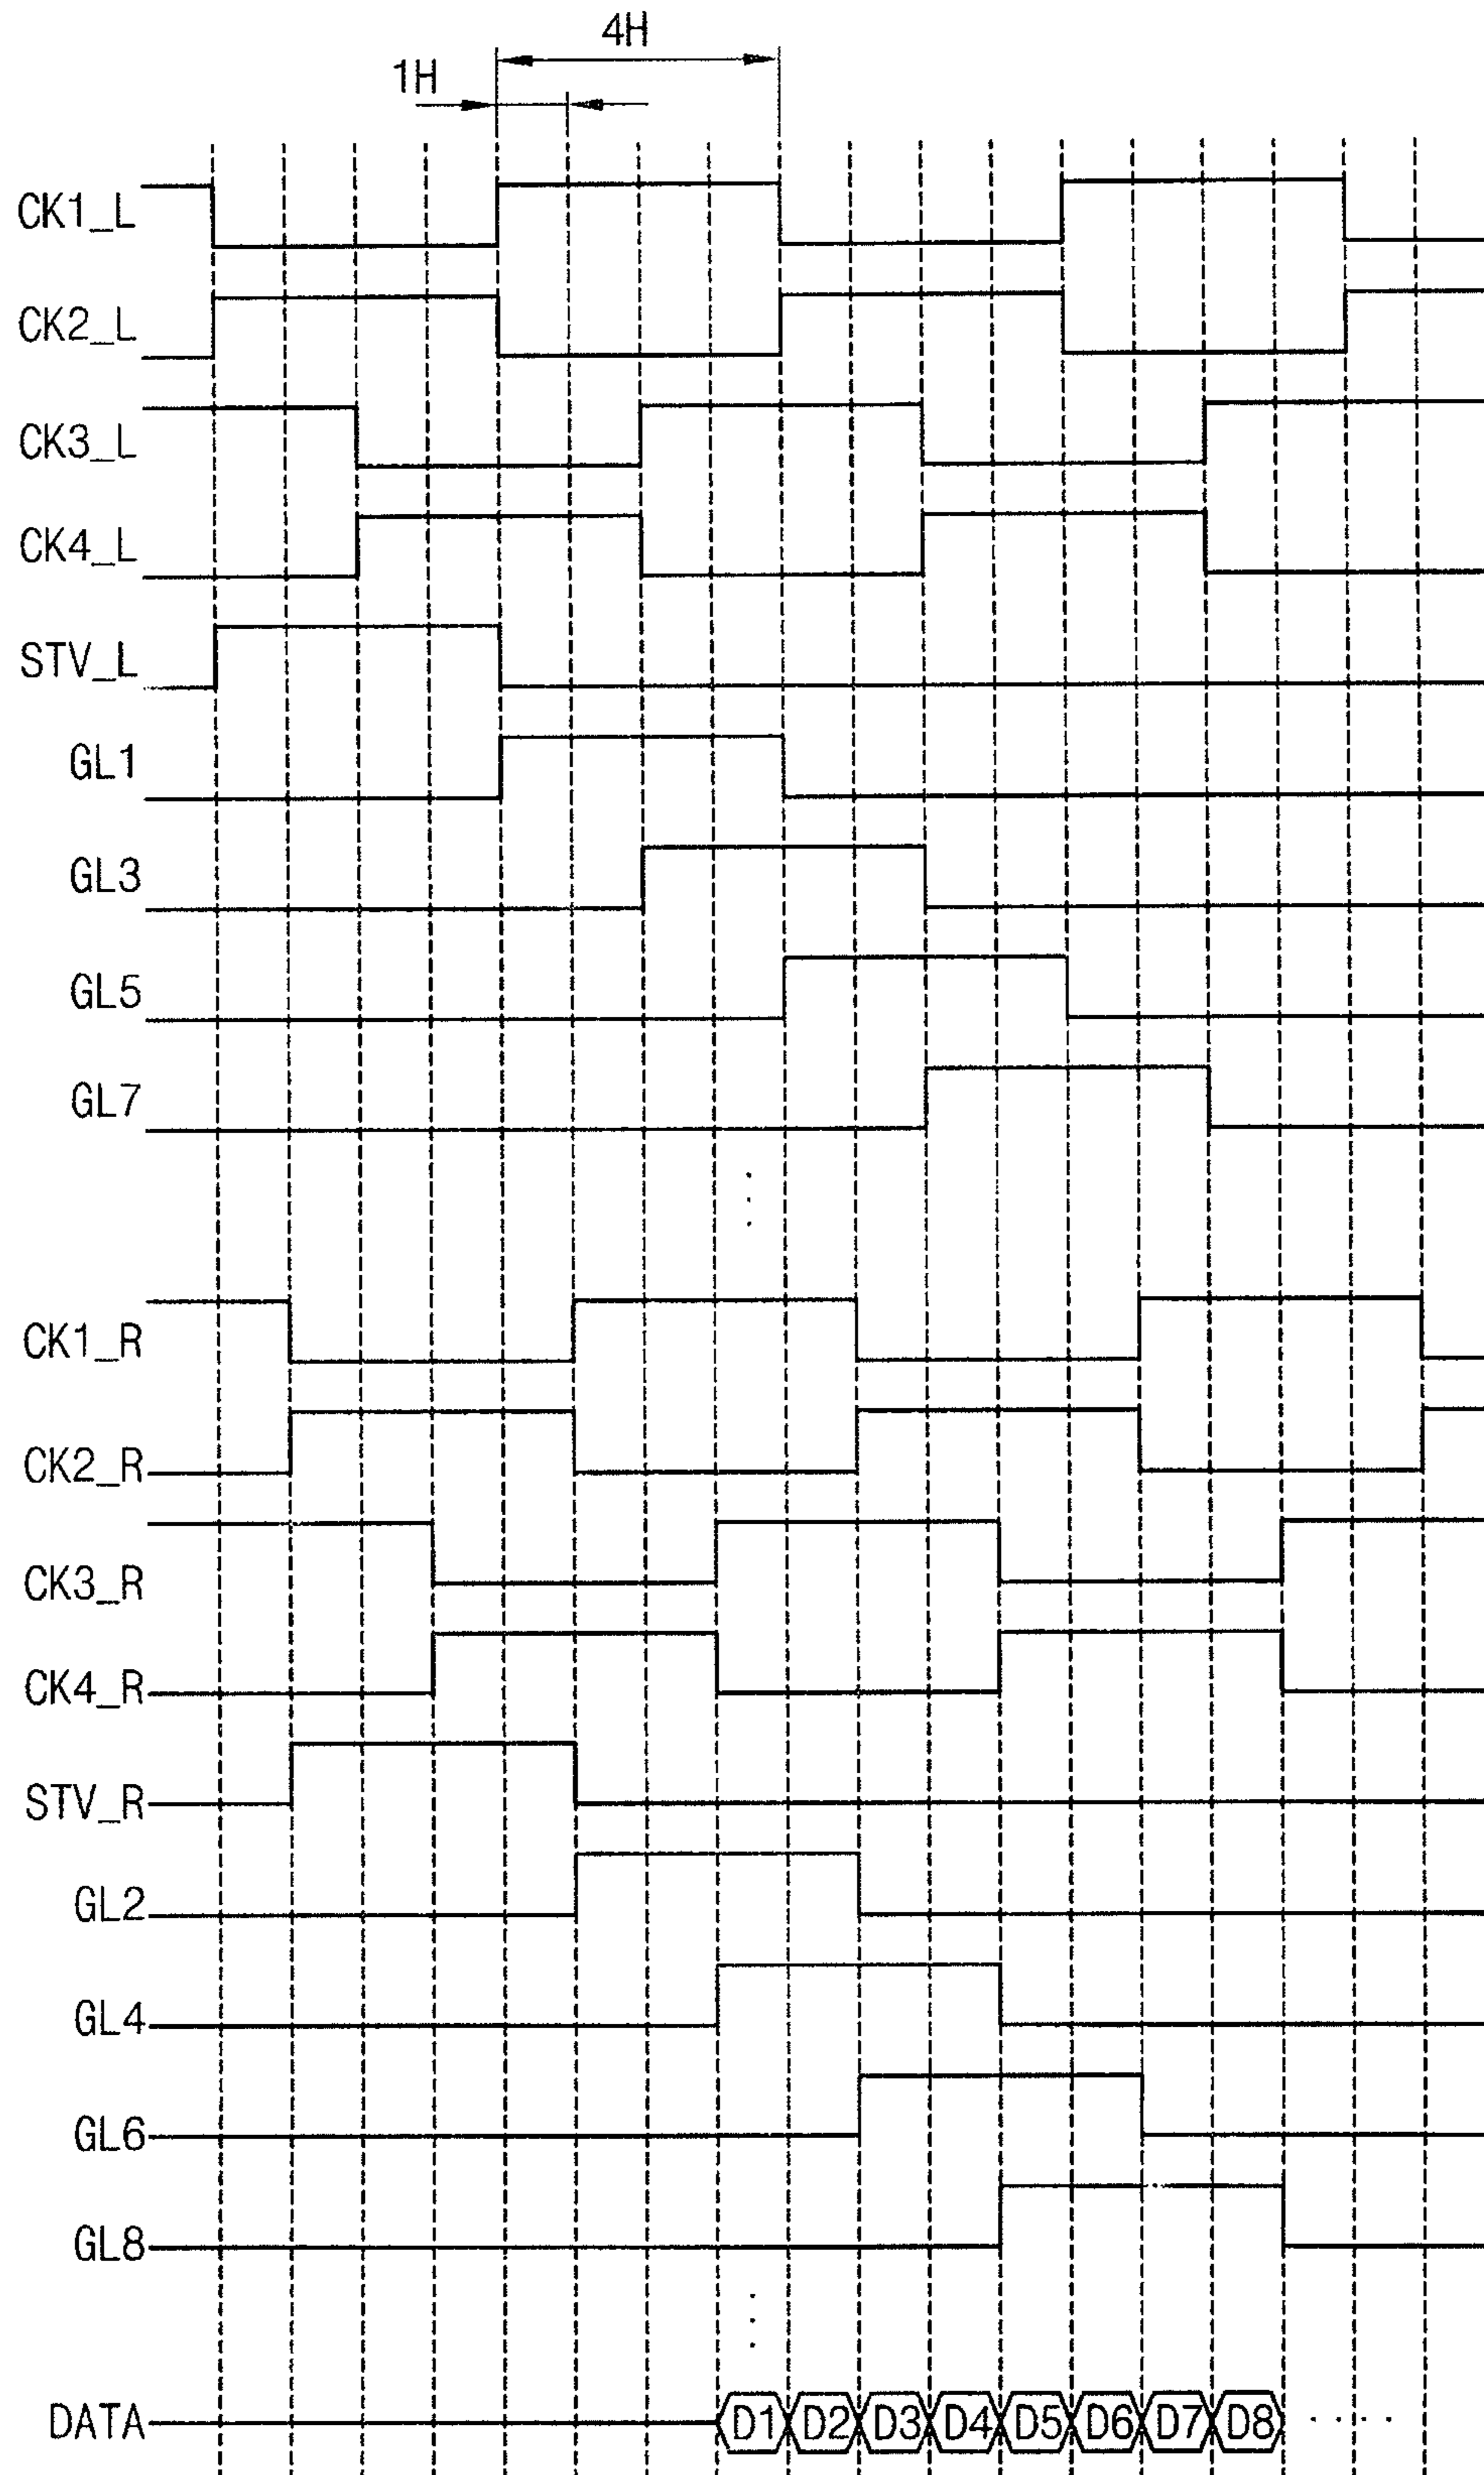 4H
1H
CK1_L
CK2_L
CK3_L
CK4_L
STV_L
GL1
GL3
GL5
GL7
CK1_R
CK2_R
CK3_R
CK4_R
STV_R
GL2
GL4
GL6
GL8
DATA D1 D2 D3 D4 D5 D6 D7 D8 ....